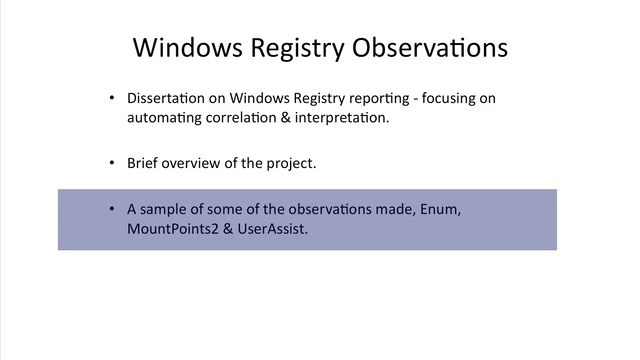 Windows Registry Observations
• Dissertation on Windows Registry reporting - focusing on
automating correlation & interpretation.
• Brief overview of the project.
• A sample of some of the observations made, Enum,
MountPoints2 & UserAssist.